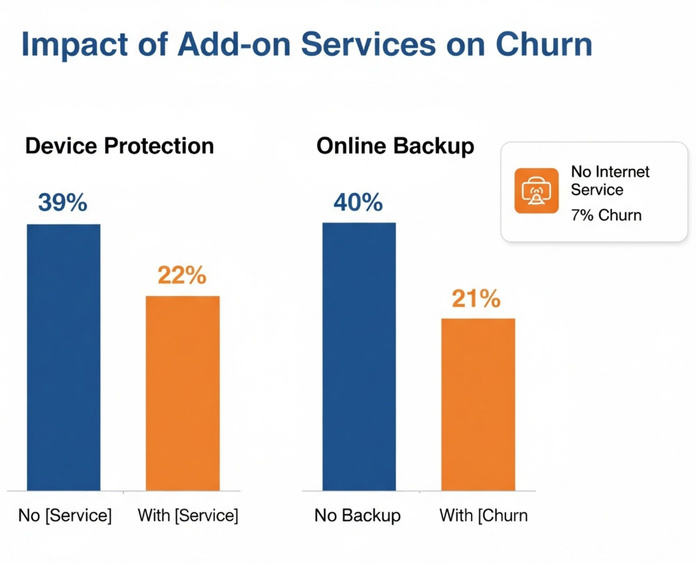 Impact of Add-on Services on Churn
Device Protection
39%
22%
No [Service]
With [Service]
Online Backup
40%
21%
No Backup
With [Churn
No Internet
Service
7% Churn